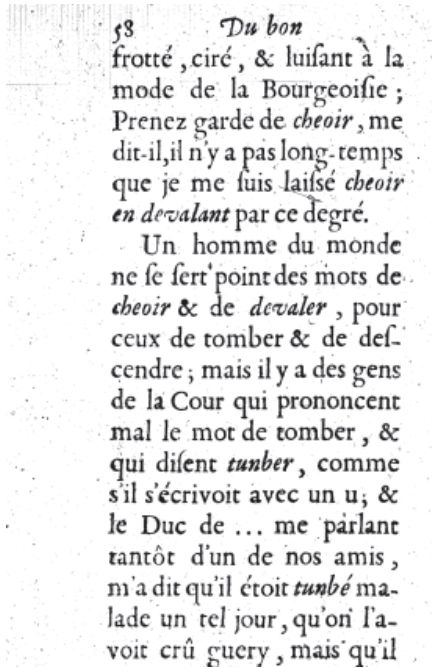 58 Du bon
frotté, ciré, & luiſant à la
mode de la Bourgeoiſie ;
Prenez garde de cheoir, me
dit-il, il n'y a pas long-temps
que je me ſuis laiſsé cheoir
en devalant par ce degré.
Un homme du monde
ne ſe ſert point des mots de
cheoir & de devaler, pour
ceux de tomber & de deſ-
cendre ; mais il y a des gens
de la Cour qui prononcent
mal le mot de tomber, &
qui diſent tunber, comme
s'il s'écrivoit avec un u; &
le Duc de ... me parlant
tantôt d'un de nos amis,
m'a dit qu'il étoit tunbé ma-
lade un tel jour, qu'on l'a-
voit crû guery, mais qu'il